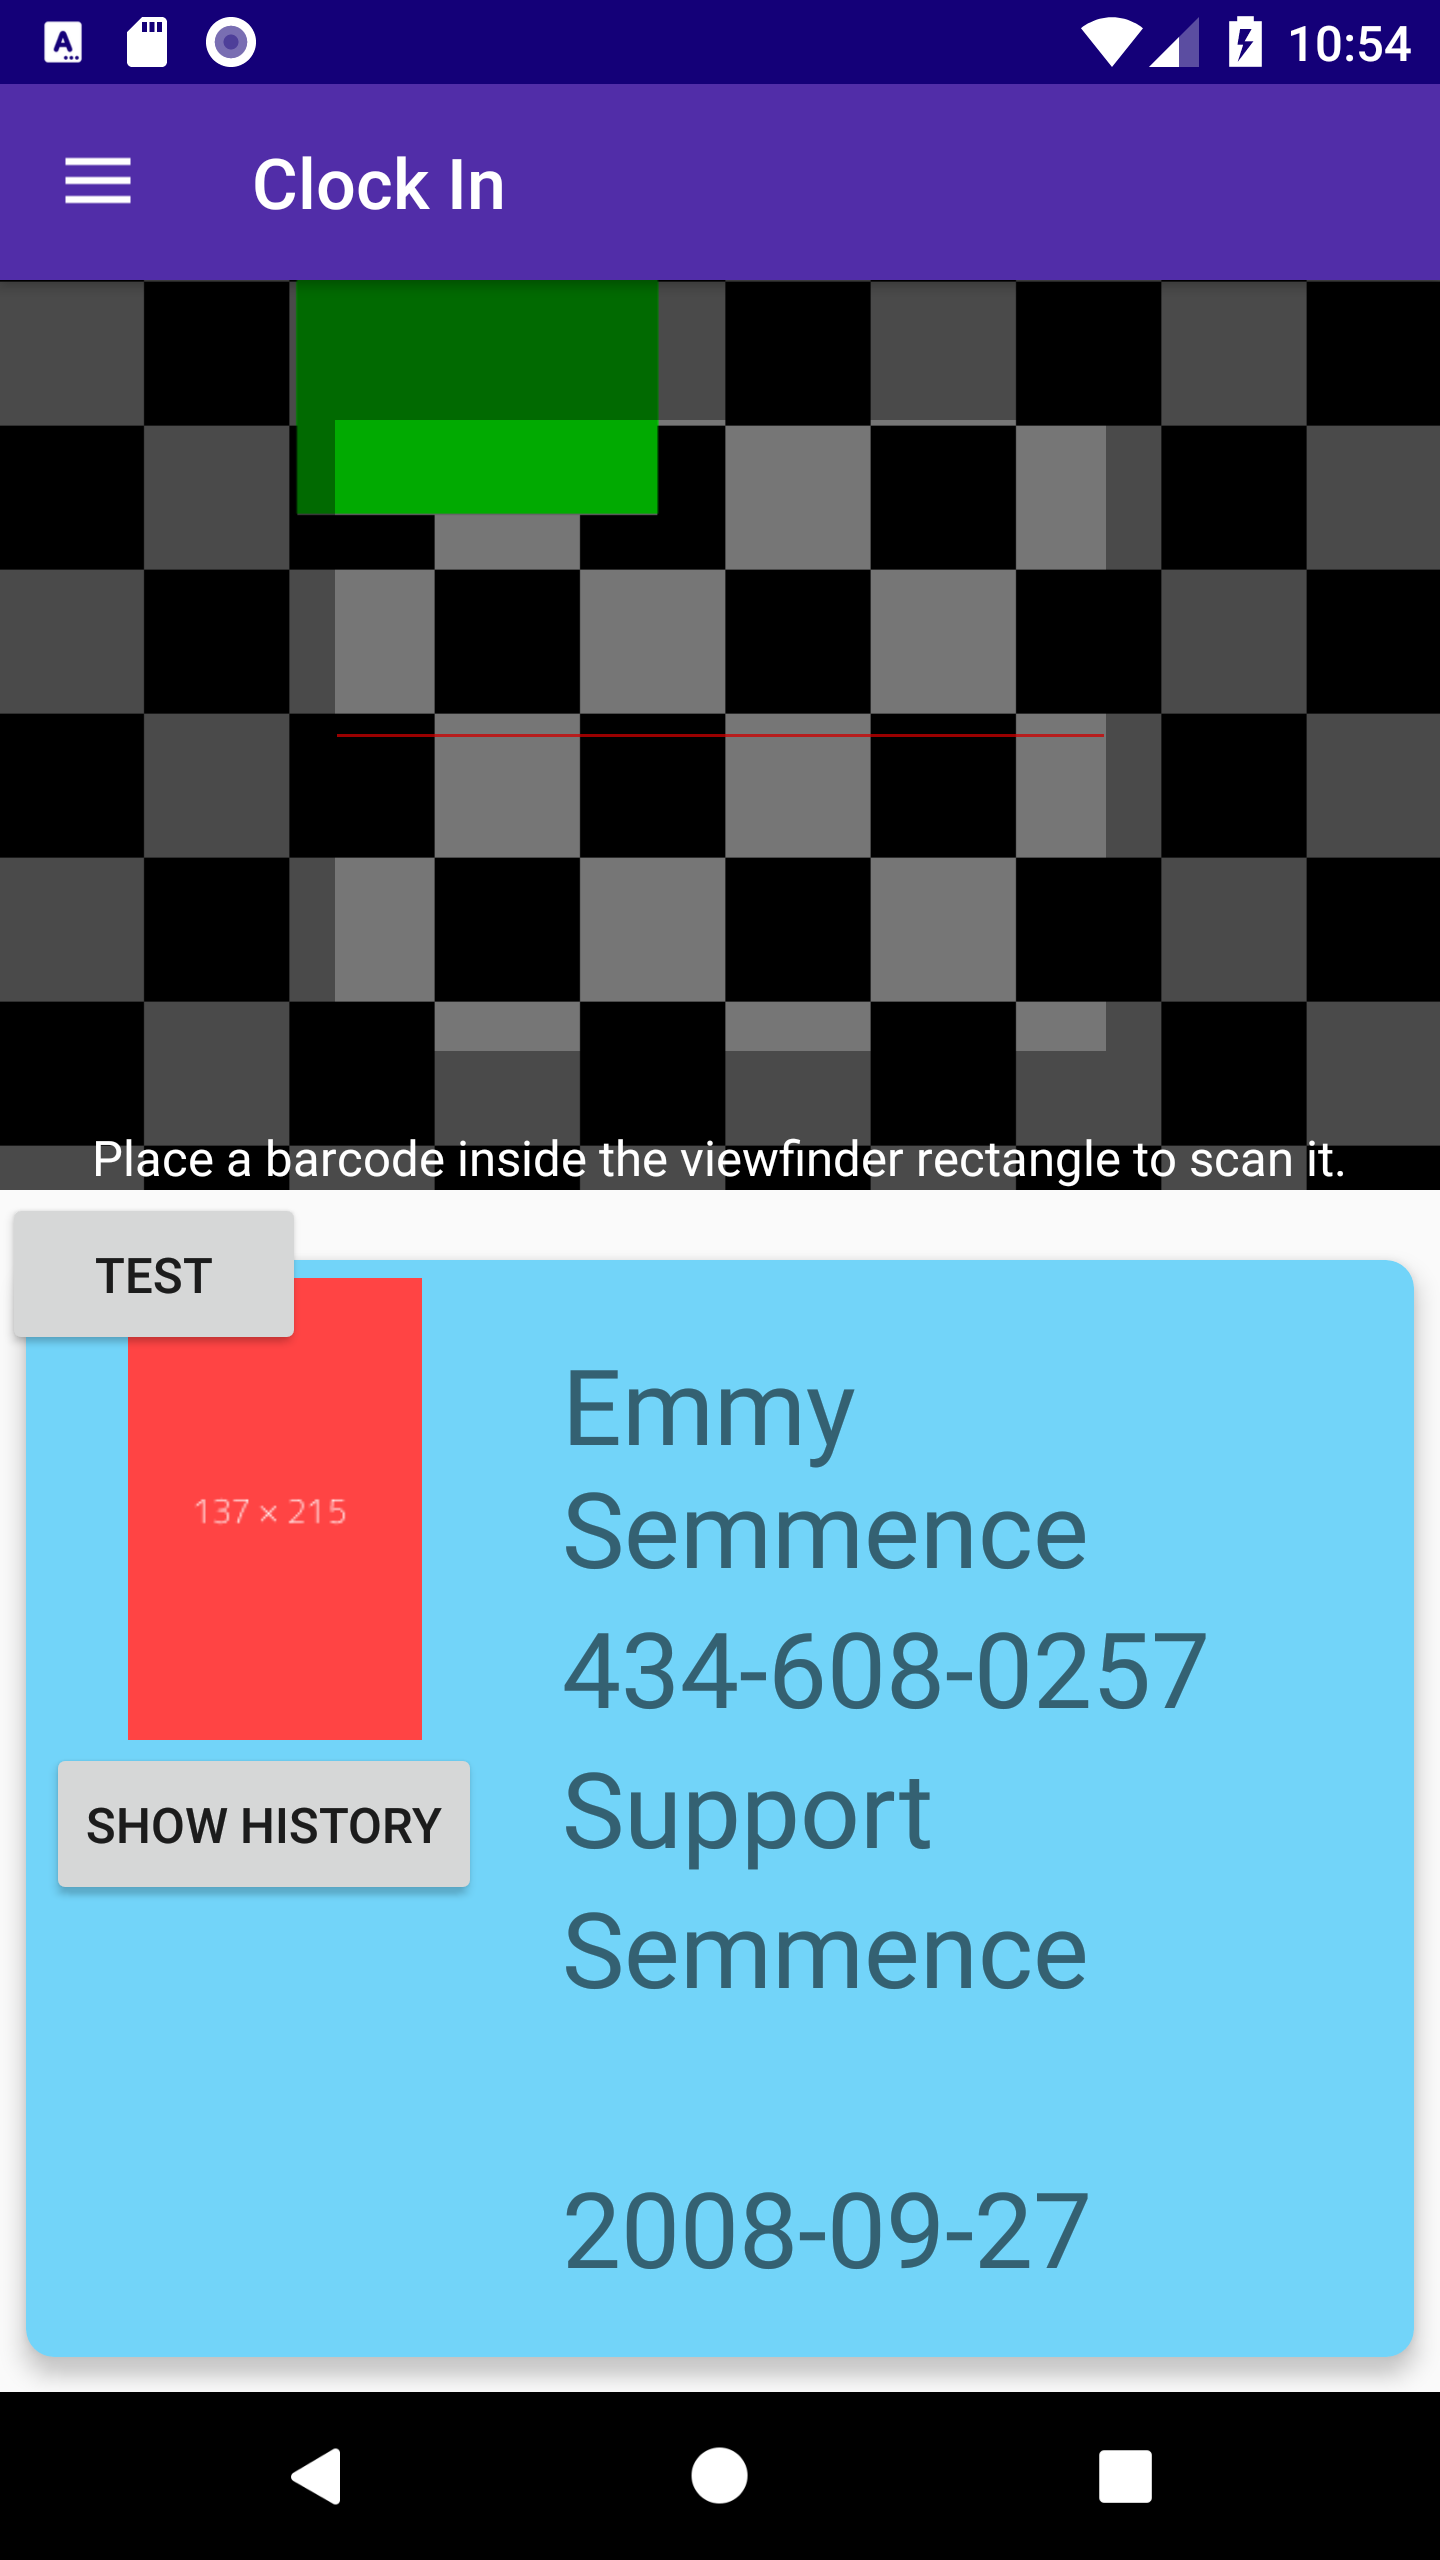 10:54
Clock In
Place a barcode inside the viewfinder rectangle to scan it.
TEST
137 × 215
SHOW HISTORY
Emmy
Semmence
434-608-0257
Support
Semmence
2008-09-27